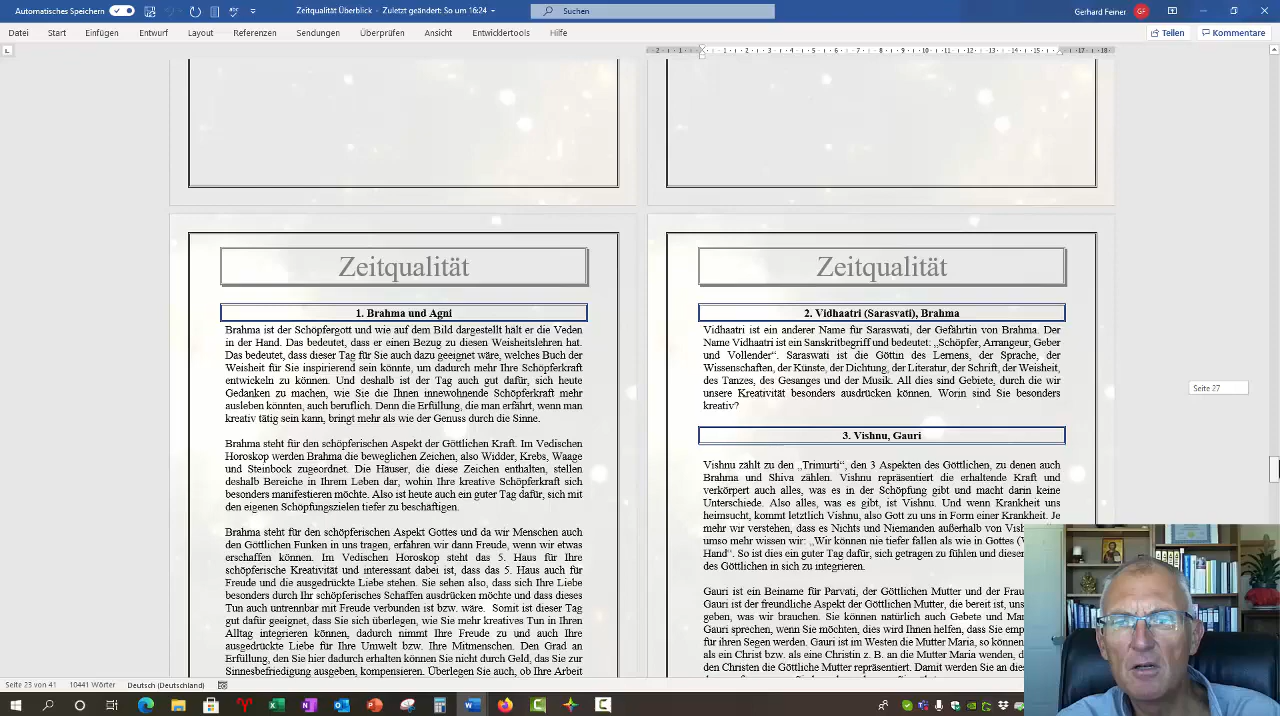 Automatisches Speichern
Zeitqualität Überblick - Zuletzt geändert: So um 16:24
Suchen
Gerhard Feiner
GF
Datei Start Einfügen Entwurf Layout Referenzen Sendungen Überprüfen Ansicht Entwicklertools Hilfe
Teilen
Kommentare
Zeitqualität
1. Brahma und Agni
Brahma ist der Schöpfergott und wie auf dem Bild dargestellt hält er die Veden
in der Hand. Das bedeutet, dass er einen Bezug zu diesen Weisheitslehren hat.
Das bedeutet, dass dieser Tag für Sie auch dazu geeignet wäre, welches Buch der
Weisheit für Sie inspirierend sein könnte, um dadurch mehr Ihre Schöpferkraft
entwickeln zu können. Und deshalb ist der Tag auch gut dafür, sich heute
Gedanken zu machen, wie Sie die Ihnen innewohnende Schöpferkraft mehr
ausleben könnten, auch beruflich. Denn die Erfüllung, die man erfährt, wenn man
kreativ tätig sein kann, bringt mehr als wie der Genuss durch die Sinne.
Brahma steht für den schöpferischen Aspekt der Göttlichen Kraft. Im Vedischen
Horoskop werden Brahma die beweglichen Zeichen, also Widder, Krebs, Waage
und Steinbock zugeordnet. Die Häuser, die diese Zeichen enthalten, stellen
deshalb Bereiche in Ihrem Leben dar, wohin Ihre kreative Schöpferkraft sich
besonders manifestieren möchte. Also ist heute auch ein guter Tag dafür, sich mit
den eigenen Schöpfungszielen tiefer zu beschäftigen.
Brahma steht für den schöpferischen Aspekt Gottes und da wir Menschen auch
den Göttlichen Funken in uns tragen, erfahren wir dann Freude, wenn wir etwas
erschaffen können. Im Vedischen Horoskop steht das 5. Haus für Ihre
schöpferische Kreativität und interessant dabei ist, dass das 5. Haus auch für
Freude und die ausgedrückte Liebe stehen. Sie sehen also, dass sich Ihre Liebe
besonders durch Ihr schöpferisches Schaffen ausdrücken möchte und dass dieses
Tun auch untrennbar mit Freude verbunden ist bzw. wäre. Somit ist dieser Tag
gut dafür geeignet, dass Sie sich überlegen, wie Sie mehr kreatives Tun in Ihren
Alltag integrieren können, dadurch nimmt Ihre Freude zu und auch Ihre
ausgedrückte Liebe für Ihre Umwelt bzw. Ihre Mitmenschen. Den Grad an
Erfüllung, den Sie hier dadurch erhalten können Sie nicht durch Geld, das Sie zur
Sinnesbefriedigung ausgeben, kompensieren. Überlegen Sie auch, ob Ihre Arbeit
Zeitqualität
2. Vidhaatri (Sarasvati), Brahma
Vidhaatri ist ein anderer Name für Saraswati, der Gefährtin von Brahma. Der
Name Vidhaatri ist ein Sanskritbegriff und bedeutet: „Schöpfer, Arrangeur, Geber
und Vollender“. Saraswati ist die Göttin des Lernens, der Sprache, der
Wissenschaften, der Künste, der Dichtung, der Literatur, der Schrift, der Weisheit,
des Tanzes, des Gesanges und der Musik. All dies sind Gebiete, durch die wir
unsere Kreativität besonders ausdrücken können. Worin sind Sie besonders
kreativ?
3. Vishnu, Gauri
Vishnu zählt zu den „Trimurti“, den 3 Aspekten des Göttlichen, zu denen auch
Brahma und Shiva zählen. Vishnu repräsentiert die erhaltende Kraft und
verkörpert auch alles, was es in der Schöpfung gibt und macht darin keine
Unterschiede. Also alles, was es gibt, ist Vishnu. Und wenn Krankheit uns
heimsucht, kommt letztlich Vishnu, also Gott zu uns in Form einer Krankheit. Je
mehr wir verstehen, dass es Nichts und Niemanden außerhalb von
umso mehr wissen wir: „Wir können nie tiefer fallen als wie in Gottes
Hand“. So ist dies ein guter Tag dafür, sich getragen zu fühlen und
des Göttlichen in sich zu integrieren.
Gauri ist ein Beiname für Parvati, der Göttlichen Mutter und der
Gauri ist der freundliche Aspekt der Göttlichen Mutter, die bereit ist,
geben, was wir brauchen. Sie können natürlich auch Gebete und
Gauri sprechen, wenn Sie möchten, dies wird Ihnen helfen, dass Sie
für ihren Segen werden. Gauri ist im Westen die Mutter Maria, so
als ein Christ bzw. als eine Christin z. B. an die Mutter Maria wenden,
den Christen die Göttliche Mutter repräsentiert. Damit werden Sie an
Seite 27
Seite 23 von 41 10441 Wörter Deutsch (Deutschland)